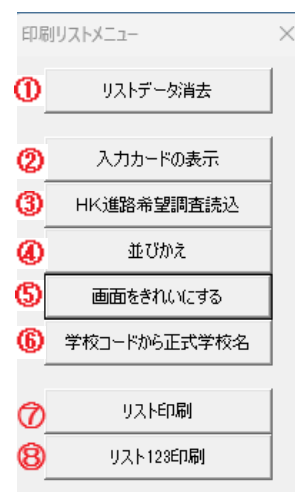 印刷リストメニュー ×
① リストデータ消去
② 入力カードの表示
③ HK進路希望調査読込
④ 並びかえ
⑤ 画面をきれいにする
⑥ 学校コードから正式学校名
⑦ リスト印刷
⑧ リスト123印刷